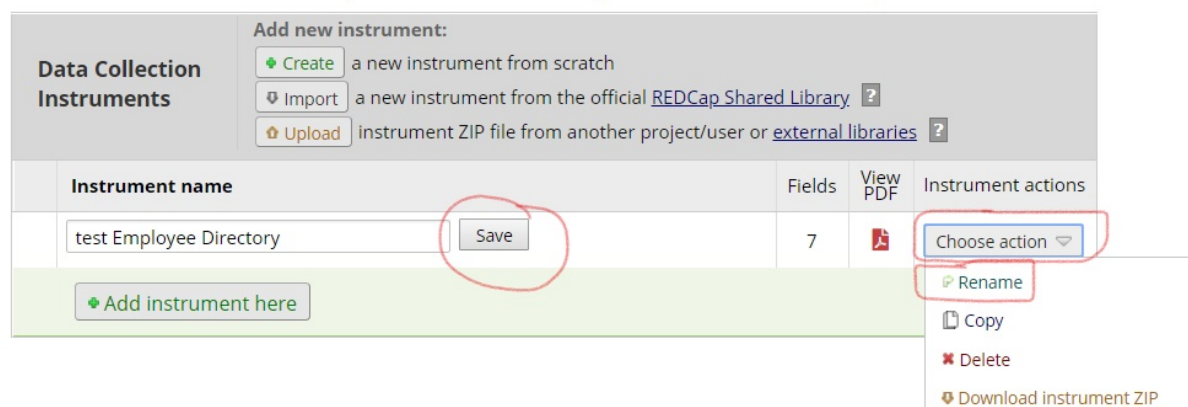 Add new instrument:
Data Collection Instruments
Create a new instrument from scratch
Import a new instrument from the official REDCap Shared Library ?
Upload instrument ZIP file from another project/user or external libraries ?
Instrument name Fields View PDF Instrument actions
test Employee Directory Save 7 Choose action
Add instrument here
Rename
Copy
Delete
Download instrument ZIP